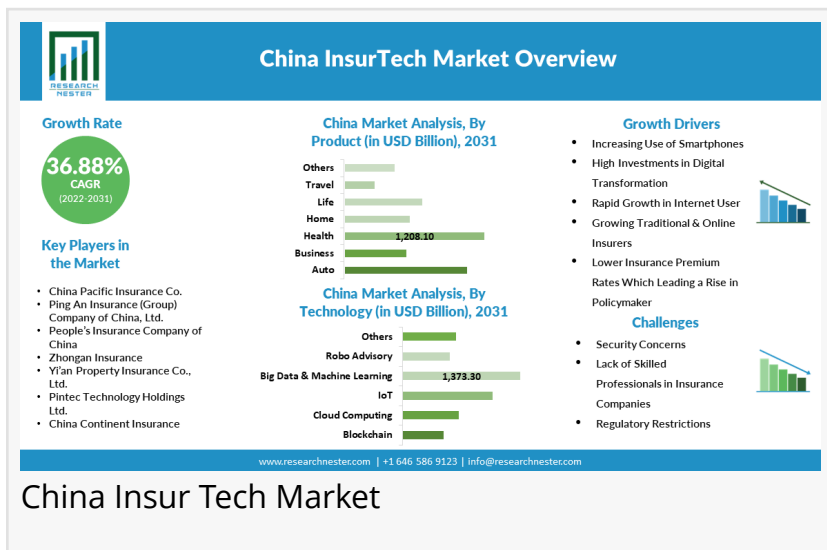 RESEARCH
NESTER
China InsurTech Market Overview
Growth Rate
36.88%
CAGR
(2022-2031)
Key Players in
the Market
• China Pacific Insurance Co.
• Ping An Insurance (Group)
Company of China, Ltd.
• People's Insurance Company of
China
• Zhongan Insurance
• Yi'an Property Insurance Co.,
Ltd.
• Pintec Technology Holdings
Ltd.
• China Continent Insurance
China Market Analysis, By
Product (in USD Billion), 2031
Others
Travel
Life
Home
Health 1,208.10
Business
Auto
China Market Analysis, By
Technology (in USD Billion), 2031
Others
Robo Advisory
Big Data & Machine Learning 1,373.30
IoT
Cloud Computing
Blockchain
Growth Drivers
• Increasing Use of Smartphones
• High Investments in Digital
Transformation
• Rapid Growth in Internet User
• Growing Traditional & Online
Insurers
• Lower Insurance Premium
Rates Which Leading a Rise in
Policymaker
Challenges
• Security Concerns
• Lack of Skilled
Professionals in Insurance
Companies
• Regulatory Restrictions
www.researchnester.com | +1 646 586 9123 | info@researchnester.com
China Insur Tech Market